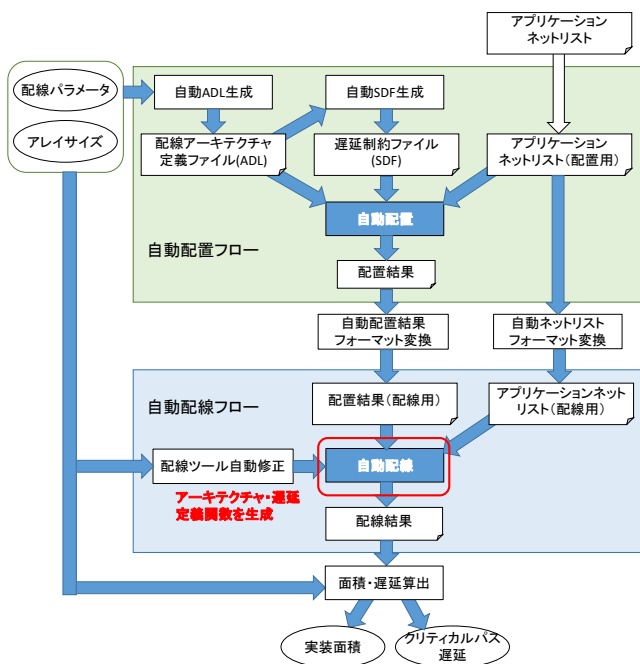 アプリケーション
ネットリスト
配線パラメータ
アレイサイズ
自動ADL生成
自動SDF生成
配線アーキテクチャ
定義ファイル(ADL)
遅延制約ファイル
(SDF)
アプリケーション
ネットリスト(配置用)
自動配置
自動配置フロー
配置結果
自動配置結果
フォーマット変換
自動ネットリスト
フォーマット変換
自動配線フロー
配置結果(配線用)
アプリケーションネット
リスト(配線用)
配線ツール自動修正
自動配線
アーキテクチャ・遅延
定義関数を生成
配線結果
面積・遅延算出
実装面積
クリティカルパス
遅延